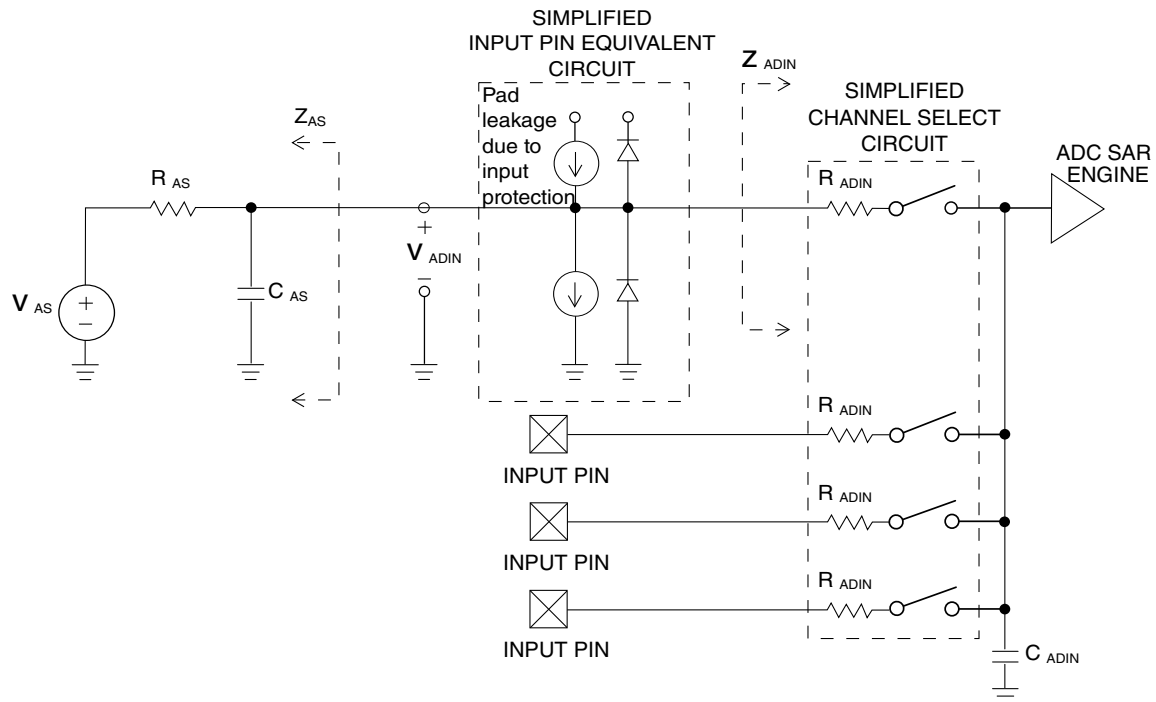 SIMPLIFIED
INPUT PIN EQUIVALENT
CIRCUIT
Z ADIN
SIMPLIFIED
CHANNEL SELECT
CIRCUIT
Pad
leakage
due to
input
protection
ZAS
ADC SAR
ENGINE
R AS
R ADIN
+
V ADIN
–
C AS
V AS
+
–
R ADIN
INPUT PIN
R ADIN
INPUT PIN
R ADIN
INPUT PIN
C ADIN